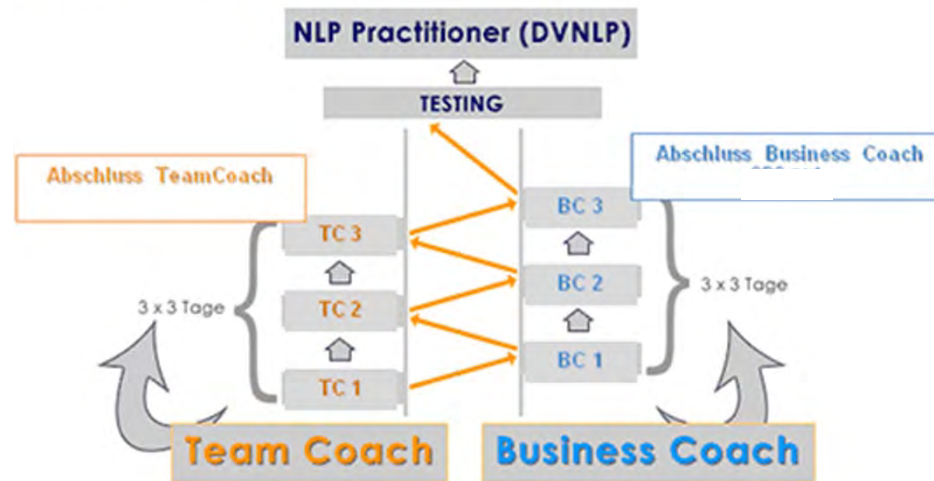 NLP Practitioner (DVNLP)
TESTING
Abschluss TeamCoach
Abschluss Business Coach
TC 3
BC 3
TC 2
BC 2
TC 1
BC 1
3 x 3 Tage
3 x 3 Tage
Team Coach
Business Coach